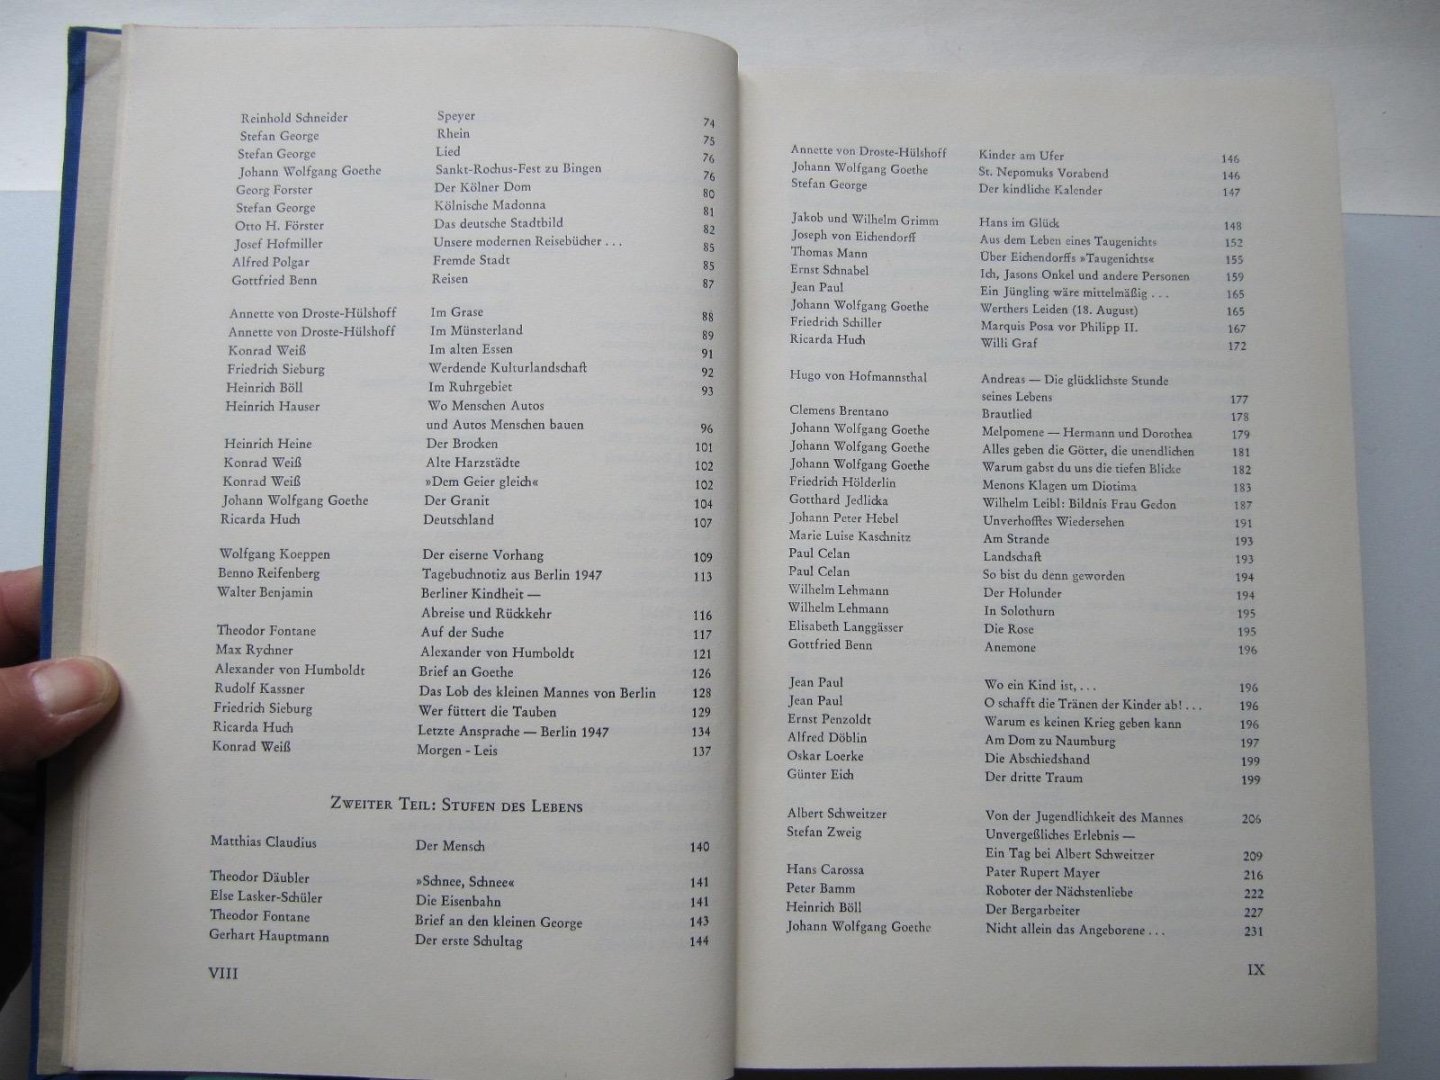 Reinhold Schneider Speyer 74
Stefan George Rhein 75
Stefan George Lied 76
Johann Wolfgang Goethe Sankt-Rochus-Fest zu Bingen 76
Georg Forster Der Kölner Dom 80
Stefan George Kölnische Madonna 81
Otto H. Förster Das deutsche Stadtbild 82
Josef Hofmiller Unsere modernen Reisebücher . . . 85
Alfred Polgar Fremde Stadt 85
Gottfried Benn Reisen 87
Annette von Droste-Hülshoff Im Grase 88
Annette von Droste-Hülshoff Im Münsterland 89
Konrad Weiß Im alten Essen 91
Friedrich Sieburg Werdende Kulturlandschaft 92
Heinrich Böll Im Ruhrgebiet 93
Heinrich Hauser Wo Menschen Autos
und Autos Menschen bauen 96
Heinrich Heine Der Brocken 101
Konrad Weiß Alte Harzstädte 102
Konrad Weiß »Dem Geier gleich« 102
Johann Wolfgang Goethe Der Granit 104
Ricarda Huch Deutschland 107
Wolfgang Koeppen Der eiserne Vorhang 109
Benno Reifenberg Tagebuchnotiz aus Berlin 1947 113
Walter Benjamin Berliner Kindheit —
Abreise und Rückkehr 116
Theodor Fontane Auf der Suche 117
Max Rychner Alexander von Humboldt 121
Alexander von Humboldt Brief an Goethe 126
Rudolf Kassner Das Lob des kleinen Mannes von Berlin 128
Friedrich Sieburg Wer füttert die Tauben 129
Ricarda Huch Letzte Ansprache — Berlin 1947 134
Konrad Weiß Morgen - Leis 137
Zweiter Teil: Stufen des Lebens
Matthias Claudius Der Mensch 140
Theodor Däubler »Schnee, Schnee« 141
Else Lasker-Schüler Die Eisenbahn 141
Theodor Fontane Brief an den kleinen George 143
Gerhart Hauptmann Der erste Schultag 144
VIII
Annette von Droste-Hülshoff Kinder am Ufer 146
Johann Wolfgang Goethe St. Nepomuks Vorabend 146
Stefan George Der kindliche Kalender 147
Jakob und Wilhelm Grimm Hans im Glück 148
Joseph von Eichendorff Aus dem Leben eines Taugenichts 152
Thomas Mann Über Eichendorffs »Taugenichts« 155
Ernst Schnabel Ich, Jasons Onkel und andere Personen 159
Jean Paul Ein Jüngling wäre mittelmäßig . . . 165
Johann Wolfgang Goethe Werthers Leiden (18. August) 165
Friedrich Schiller Marquis Posa vor Philipp II. 167
Ricarda Huch Willi Graf 172
Hugo von Hofmannsthal Andreas — Die glücklichste Stunde
seines Lebens 177
Clemens Brentano Brautlied 178
Johann Wolfgang Goethe Melpomene — Hermann und Dorothea 179
Johann Wolfgang Goethe Alles geben die Götter, die unendlichen 181
Johann Wolfgang Goethe Warum gabst du uns die tiefen Blicke 182
Friedrich Hölderlin Menons Klagen um Diotima 183
Gotthard Jedlicka Wilhelm Leibl: Bildnis Frau Gedon 187
Johann Peter Hebel Unverhofftes Wiedersehen 191
Marie Luise Kaschnitz Am Strande 193
Paul Celan Landschaft 193
Paul Celan So bist du denn geworden 194
Wilhelm Lehmann Der Holunder 194
Wilhelm Lehmann In Solothurn 195
Elisabeth Langgässer Die Rose 195
Gottfried Benn Anemone 196
Jean Paul Wo ein Kind ist, . . . 196
Jean Paul O schafft die Tränen der Kinder ab! . . . 196
Ernst Penzoldt Warum es keinen Krieg geben kann 196
Alfred Döblin Am Dom zu Naumburg 197
Oskar Loerke Die Abschiedshand 199
Günter Eich Der dritte Traum 199
Albert Schweitzer Von der Jugendlichkeit des Mannes 206
Stefan Zweig Unvergeßliches Erlebnis —
Ein Tag bei Albert Schweitzer 209
Hans Carossa Pater Rupert Mayer 216
Peter Bamm Roboter der Nächstenliebe 222
Heinrich Böll Der Bergarbeiter 227
Johann Wolfgang Goethe Nicht allein das Angeborene . . . 231
IX